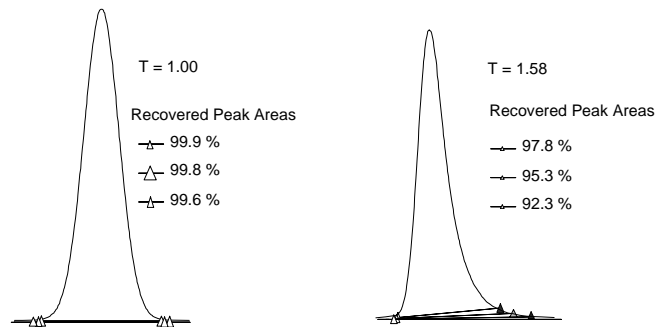 T = 1.00
Recovered Peak Areas
99.9 %
99.8 %
99.6 %
T = 1.58
Recovered Peak Areas
97.8 %
95.3 %
92.3 %